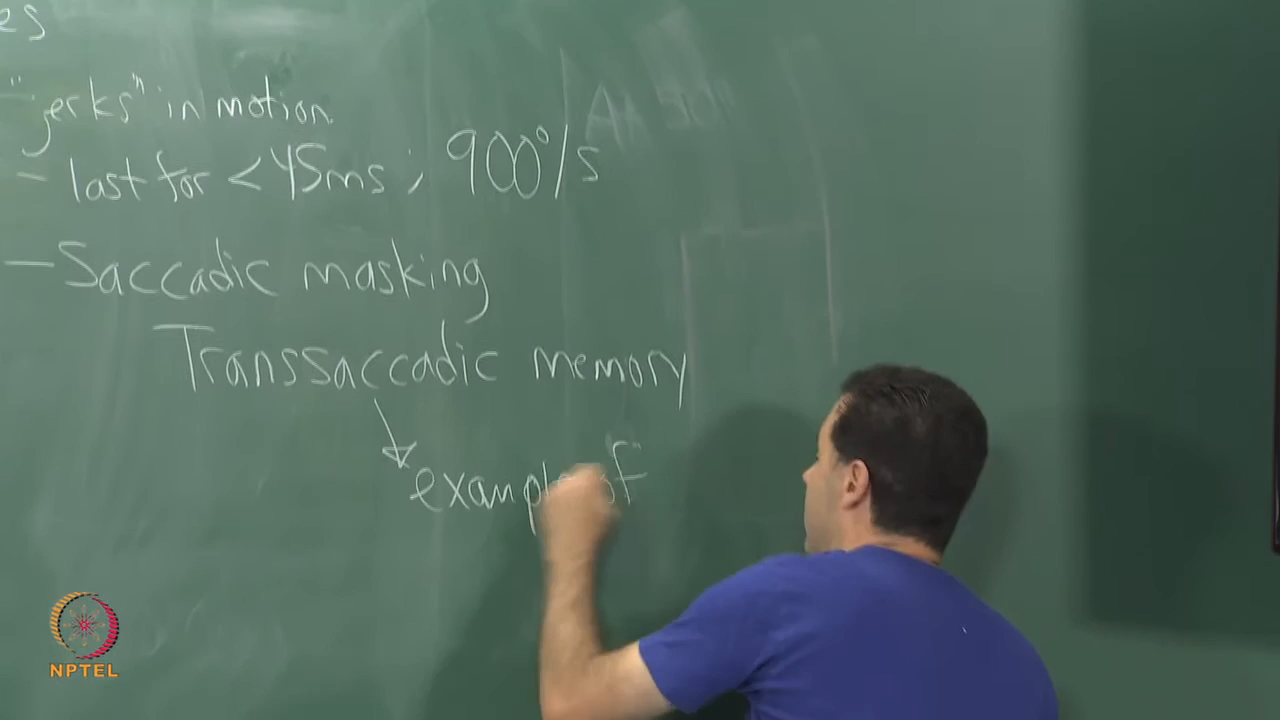 es
- "jerks" in motion.
- last for < 45ms ; 900°/s
- Saccadic masking
Transsaccadic memory
example of
NPTEL